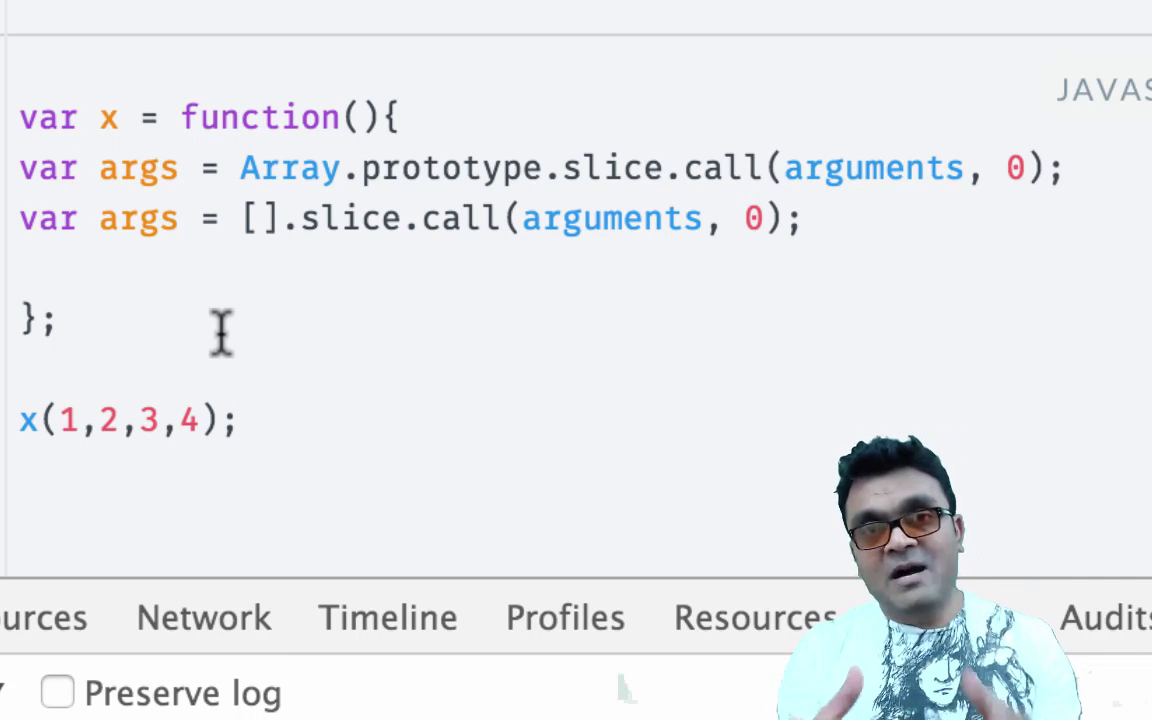 JAVAS
var x = function(){
var args = Array.prototype.slice.call(arguments, 0);
var args = [].slice.call(arguments, 0);
};
x(1,2,3,4);
urces Network Timeline Profiles Resources Audits
Preserve log